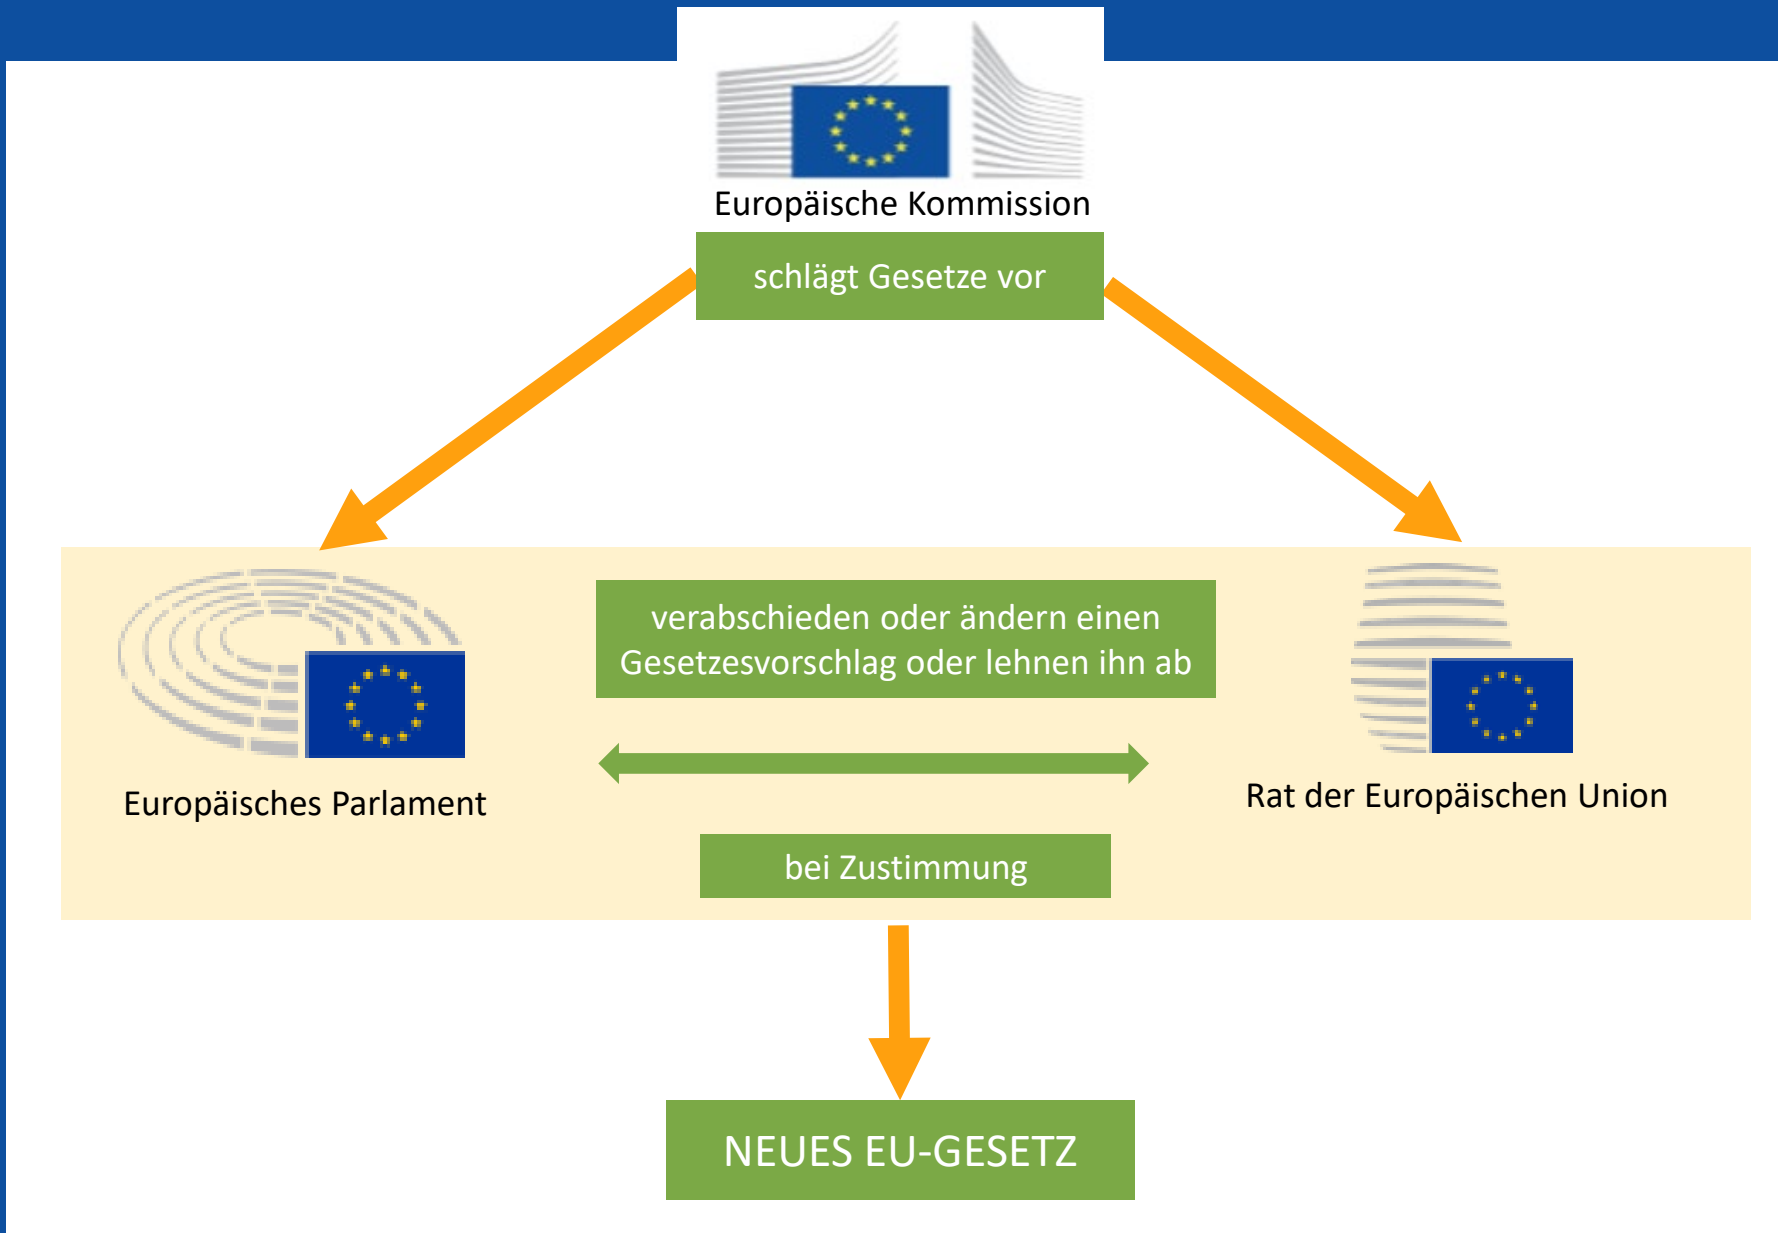 Europäische Kommission
schlägt Gesetze vor
verabschieden oder ändern einen
Gesetzesvorschlag oder lehnen ihn ab
Europäisches Parlament
Rat der Europäischen Union
bei Zustimmung
NEUES EU-GESETZ